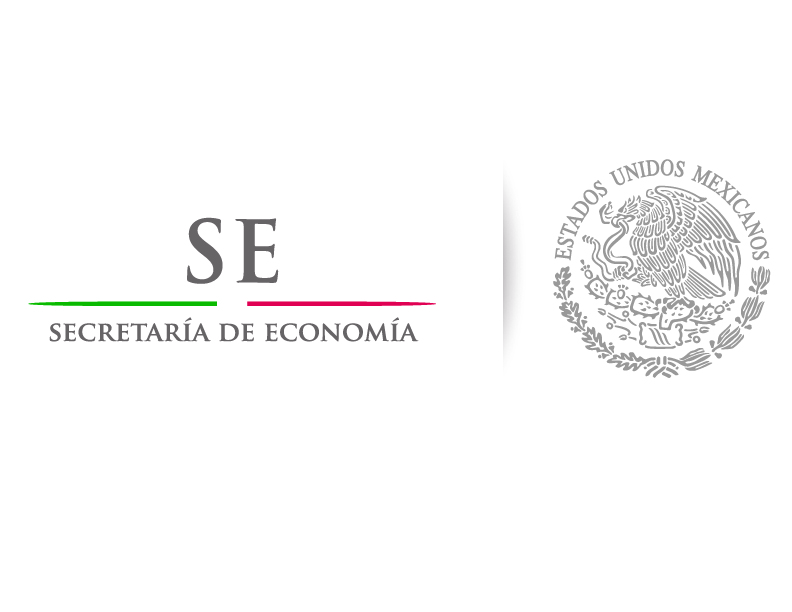 SE
SECRETARÍA DE ECONOMÍA
ESTADOS UNIDOS MEXICANOS